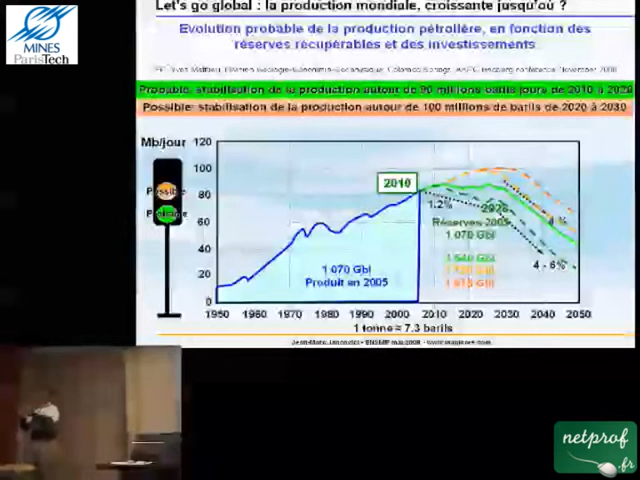 MINES
ParisTech
Let's go global : la production mondiale, croissante jusqu'où ?
Evolution probable de la production pétrolière, en fonction des
réserves récupérables et des investissements
Probable: stabilisation de la production autour de 90 millions barils jours de 2010 à 2028
Possible: stabilisation de la production autour de 100 millions de barils de 2020 à 2030
Mb/jour
120
100
80
60
40
20
0
Possible
Probable
2010
1.2%
2028
Réserves 2005
1 070 Gbl
4 %
4 - 6%
1 070 Gbl
Produit en 2005
1950 1960 1970 1980 1990 2000 2010 2020 2030 2040 2050
1 tonne = 7.3 barils
netprof
.fr